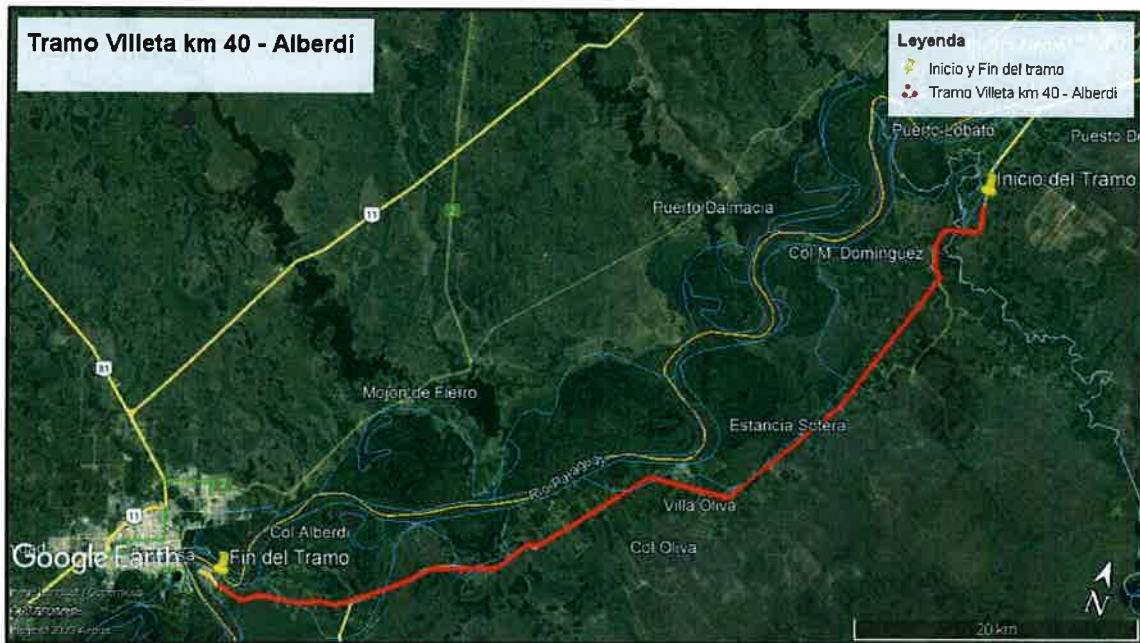 Tramo Villeta km 40 - Alberdi
Leyenda
Inicio y Fin del tramo
Tramo Villeta km 40 - Alberdi
Puerto Lobato
Inicio del Tramo
Puerto Dalmacia
Col M. Dominguez
11
2
81
Mojon de Fierro
Estancia Sotera
Rio Paraguay
Villa Oliva
Col Oliva
11
Col Alberdi
Google Earth
Fin del Tramo
N
20 km